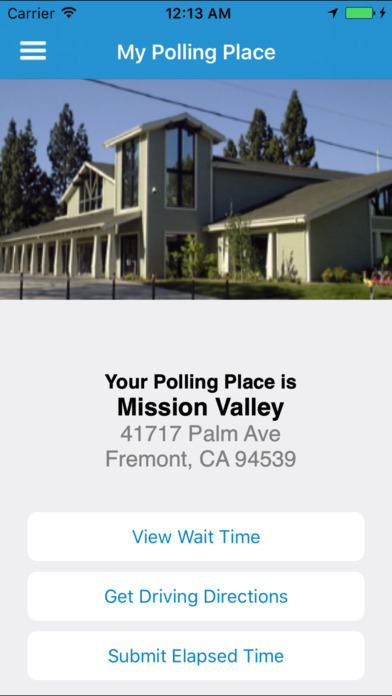 Carrier 12:13 AM
My Polling Place
Your Polling Place is
Mission Valley
41717 Palm Ave
Fremont, CA 94539
View Wait Time
Get Driving Directions
Submit Elapsed Time